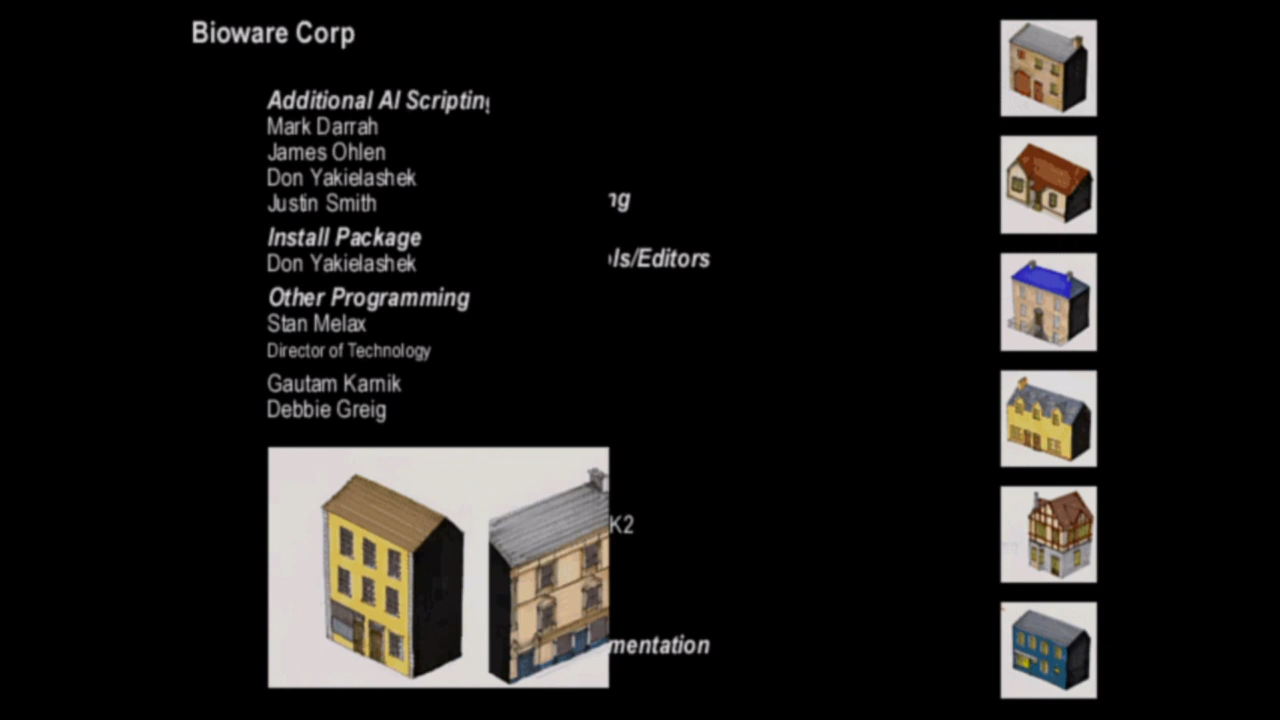 Bioware Corp
Additional AI Scripting
Mark Darrah
James Ohlen
Don Yakielashek
Justin Smith
Install Package
Don Yakielashek
Other Programming
Stan Melax
Director of Technology
Gautam Karnik
Debbie Greig
ng
ls/Editors
K2
mentation